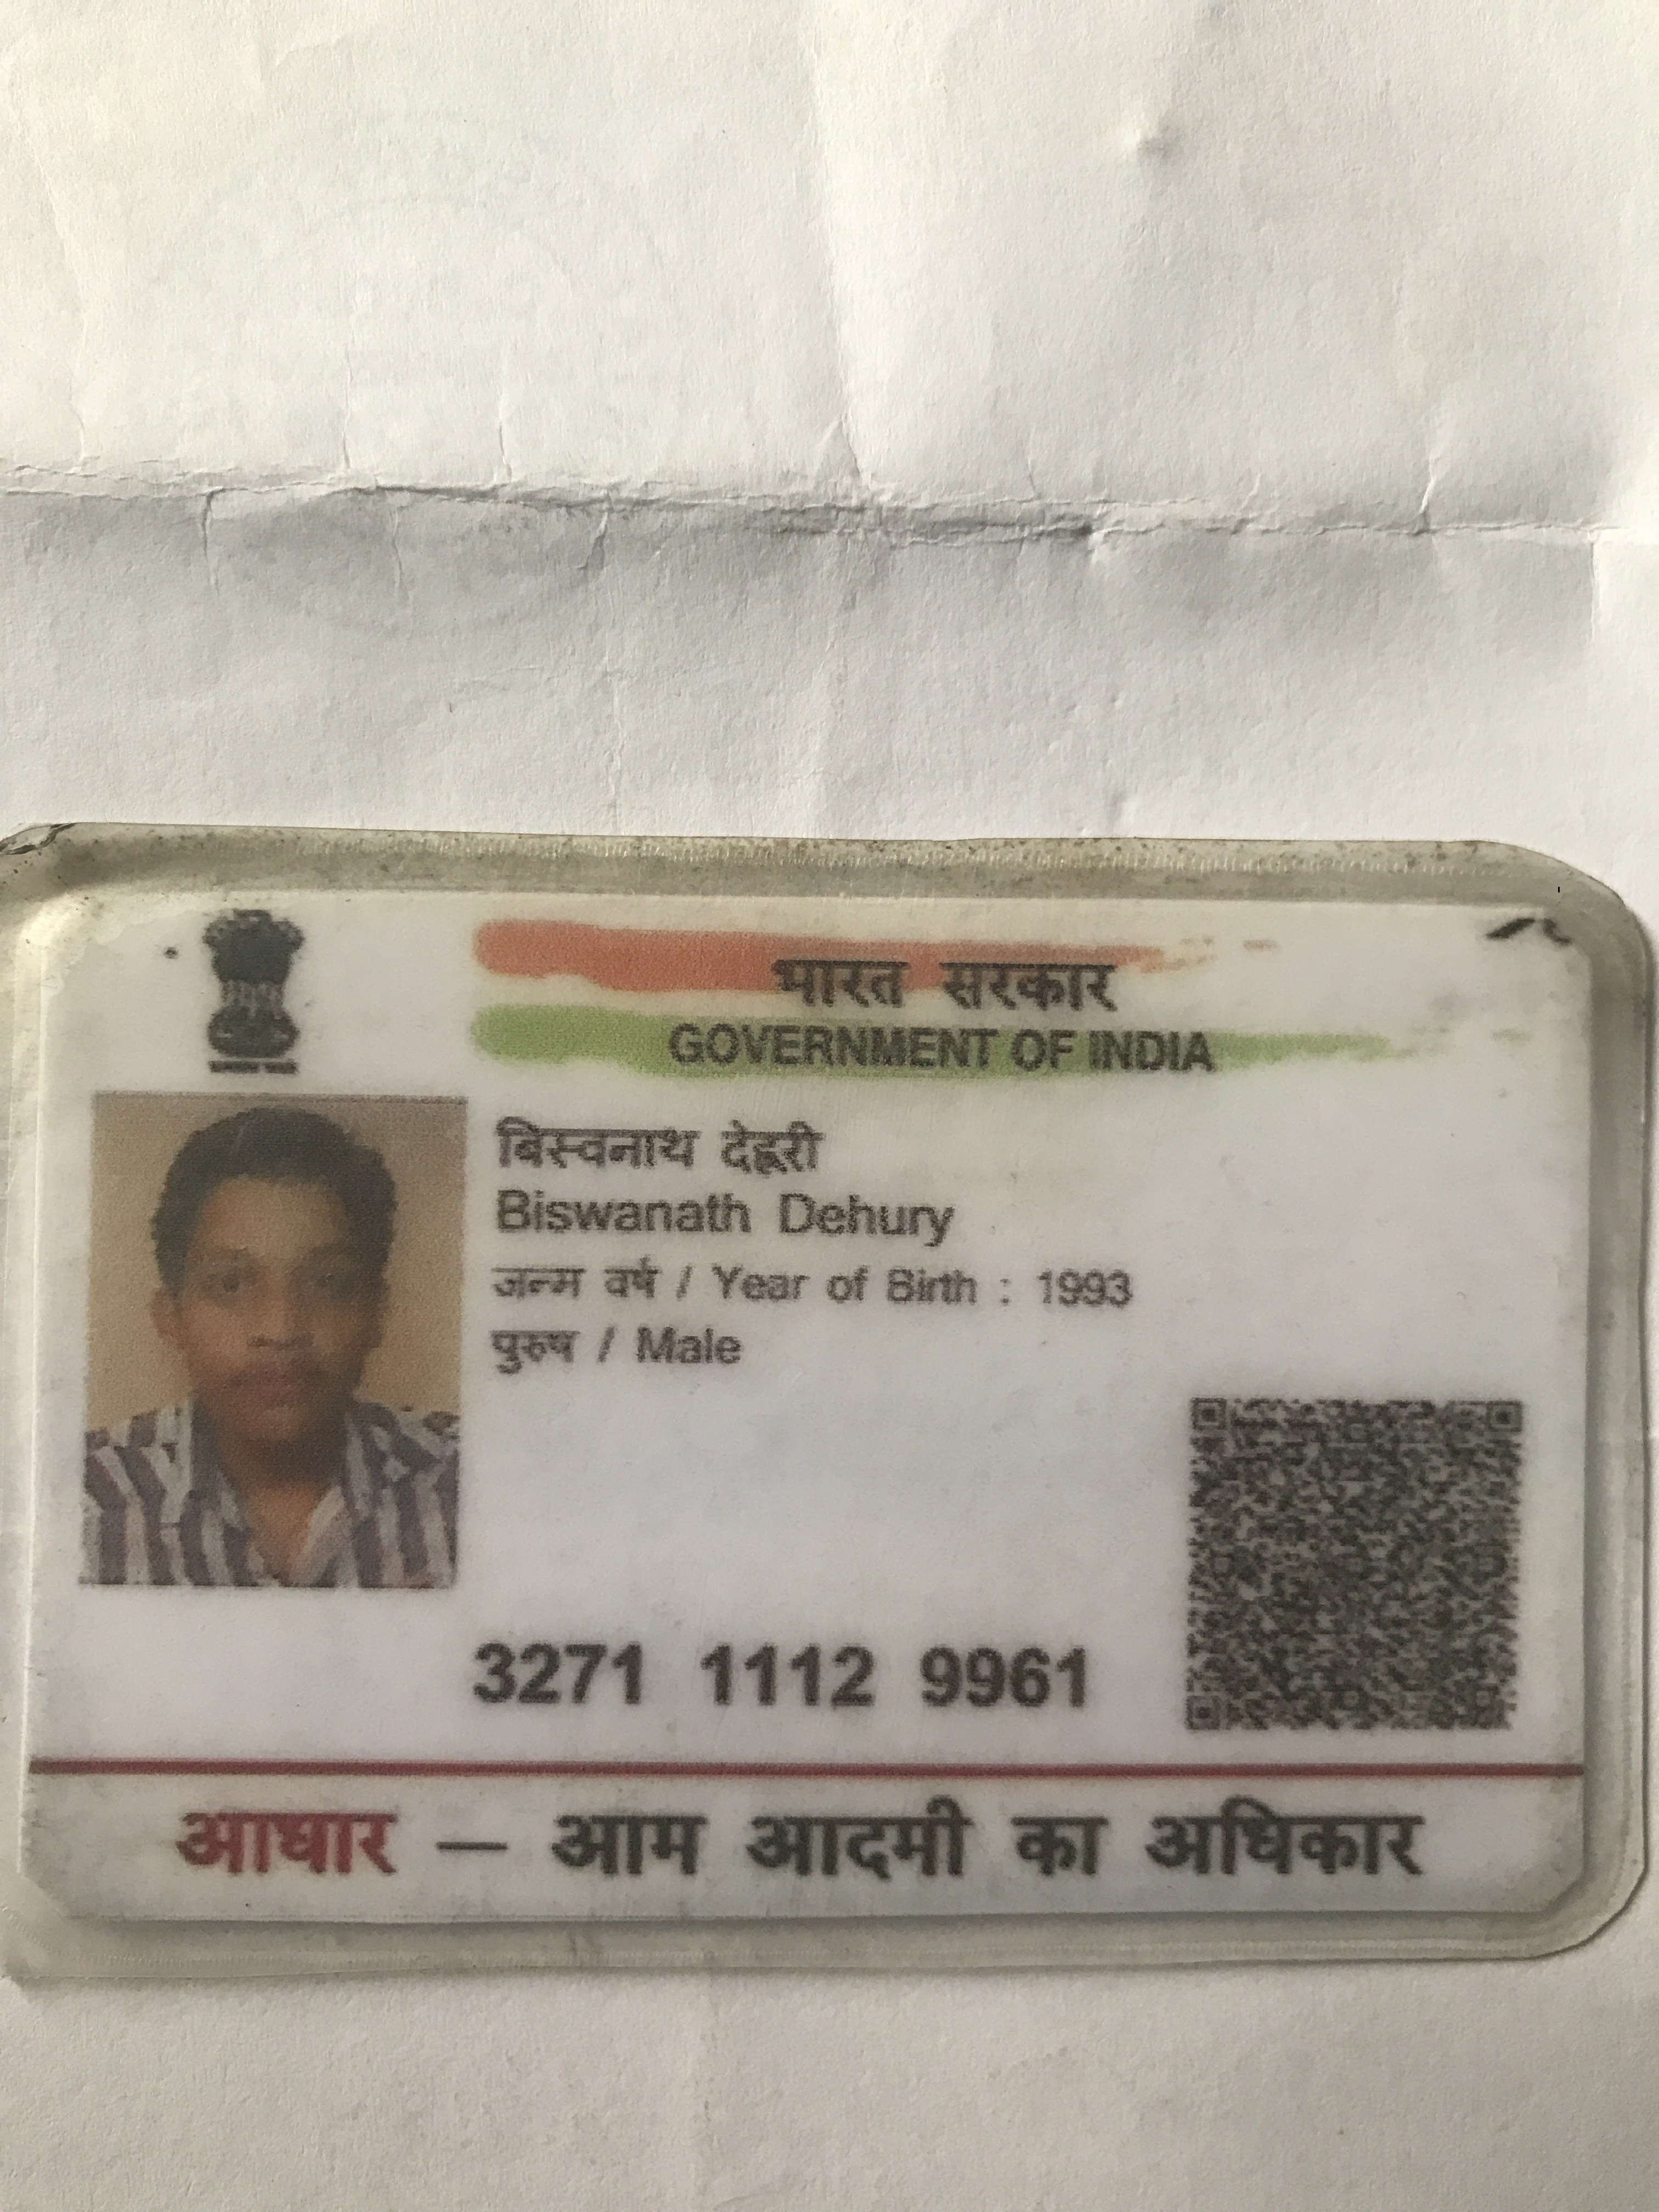 भारत सरकार
GOVERNMENT OF INDIA
बिस्वनाथ देहूरी
Biswanath Dehury
जन्म वर्ष / Year of Birth : 1993
पुरुष / Male
3271 1112 9961
आधार — आम आदमी का अधिकार